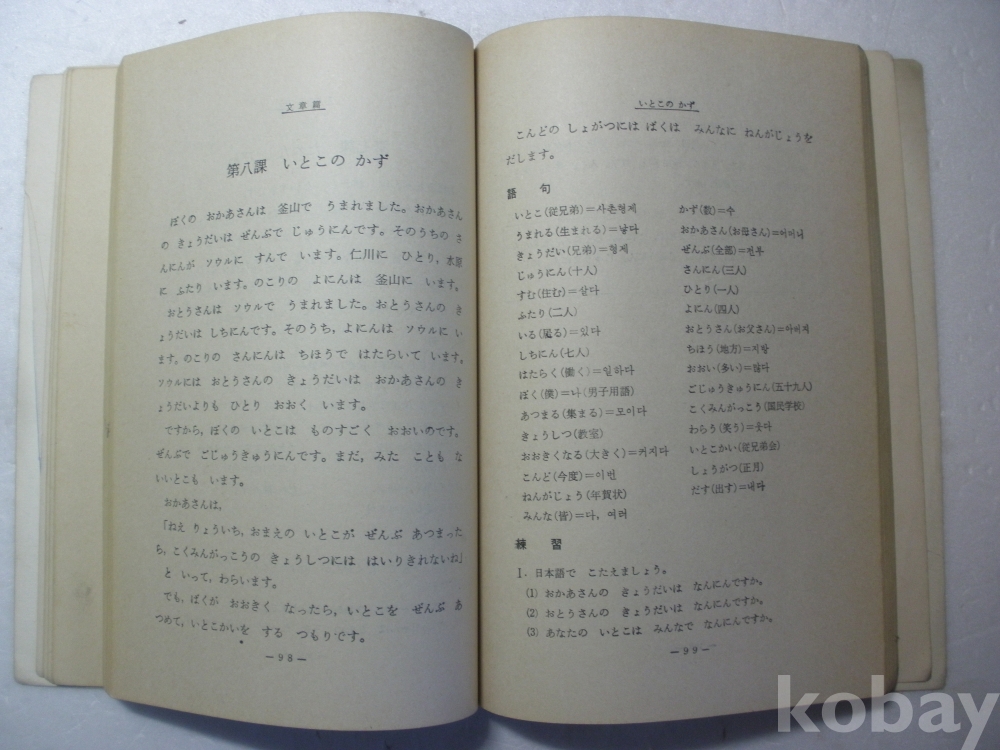 文章篇
第八課 いとこの かず
ぼくの おかあさんは 釜山で うまれました。おかあさん
の きょうだいは ぜんぶで じゅうにんです。そのうちの さ
んにんが ソウルに すんで います。仁川に ひとり, 水原
に ふたり います。のこりの よにんは 釜山に います。
おとうさんは ソウルで うまれました。おとうさんの き
ょうだいは しちにんです。そのうち, よにんは ソウルに い
ます。のこりの さんにんは ちほうで はたらいて います。
ソウルには おとうさんの きょうだいは おかあさんの き
ょうだいよりも ひとり おおく います。
ですから, ぼくの いとこは ものすごく おおいのです。
ぜんぶで ごじゅうきゅうにんです。まだ, みた ことも な
いいとこも います。
おかあさんは,
「ねえ りょういち, おまえの いとこが ぜんぶ あつまった
ら, こくみんがっこうの きょうしつには はいりきれないね」
と いって, わらいます。
でも, ぼくが おおきく なったら, いとこを ぜんぶ あ
つめて, いとこかいを する つもりです。
—98—
いとこの かず
こんどの しょがつには ぼくは みんなに ねんがじょうを
だします。
語 句
いとこ(従兄弟)=사촌형제 かず(数)=수
うまれる(生まれる)=낳다 おかあさん(お母さん)=어머니
きょうだい(兄弟)=형제 ぜんぶ(全部)=전부
じゅうにん(十人) さんにん(三人)
すむ(住む)=살다 ひとり(一人)
ふたり(二人) よにん(四人)
いる(居る)=있다 おとうさん(お父さん)=아버지
しちにん(七人) ちほう(地方)=지방
はたらく(働く)=일하다 おおい(多い)=많다
ぼく(僕)=나(男子用語) ごじゅうきゅうにん(五十九人)
あつまる(集まる)=모이다 こくみんがっこう(国民学校)
きょうしつ(教室) わらう(笑う)=웃다
おおきくなる(大きく)=커지다 いとこかい(従兄弟会)
こんど(今度)=이번 しょうがつ(正月)
ねんがじょう(年賀状) だす(出す)=내다
みんな(皆)=다, 여러
練 習
I. 日本語で こたえましょう。
(1) おかあさんの きょうだいは なんにんですか。
(2) おとうさんの きょうだいは なんにんですか。
(3) あなたの いとこは みんなで なんにんですか。
—99—
kobay